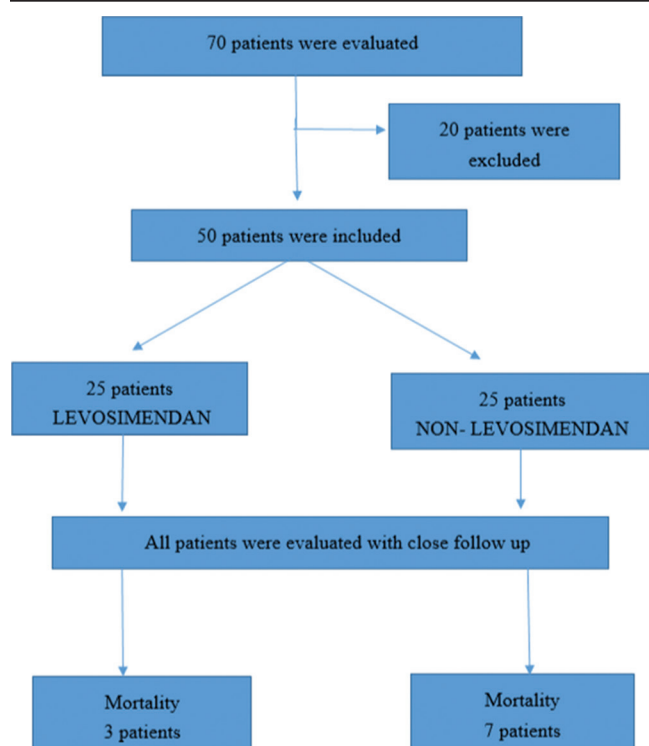 70 patients were evaluated
20 patients were
excluded
50 patients were included
25 patients
LEVOSIMENDAN
25 patients
NON- LEVOSIMENDAN
All patients were evaluated with close follow up
Mortality
3 patients
Mortality
7 patients